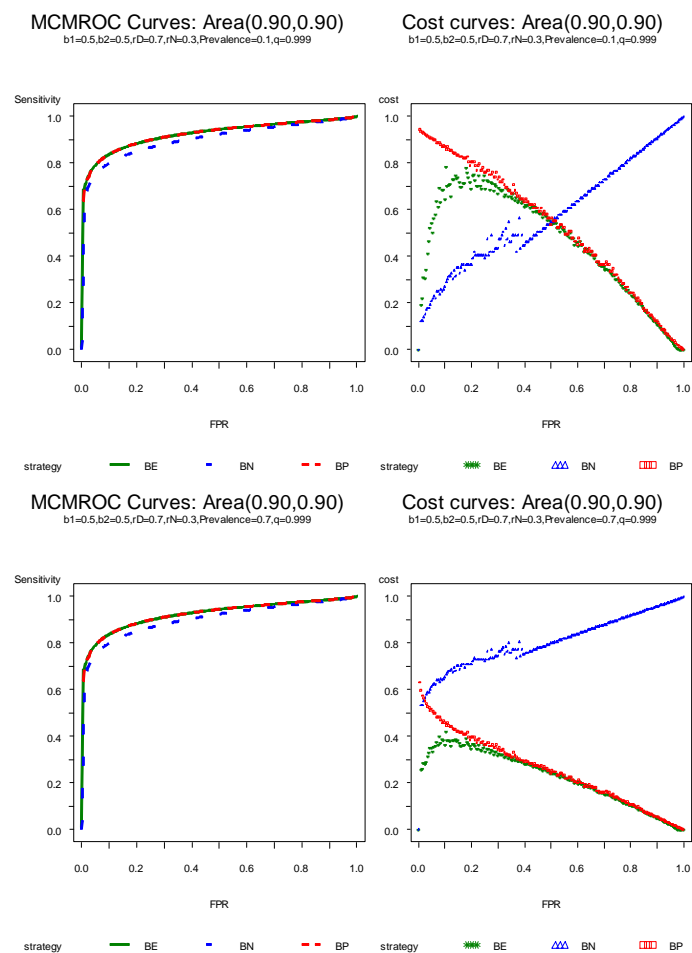 MCMROC Curves: Area(0.90,0.90)
b1=0.5,b2=0.5,rD=0.7,rN=0.3,Prevalence=0.1,q=0.999
Sensitivity
1.0
0.8
0.6
0.4
0.2
0.0
0.0 0.2 0.4 0.6 0.8 1.0
FPR
strategy BE BN BP
Cost curves: Area(0.90,0.90)
b1=0.5,b2=0.5,rD=0.7,rN=0.3,Prevalence=0.1,q=0.999
cost
1.0
0.8
0.6
0.4
0.2
0.0
0.0 0.2 0.4 0.6 0.8 1.0
FPR
strategy BE BN BP
MCMROC Curves: Area(0.90,0.90)
b1=0.5,b2=0.5,rD=0.7,rN=0.3,Prevalence=0.7,q=0.999
Sensitivity
1.0
0.8
0.6
0.4
0.2
0.0
0.0 0.2 0.4 0.6 0.8 1.0
FPR
strategy BE BN BP
Cost curves: Area(0.90,0.90)
b1=0.5,b2=0.5,rD=0.7,rN=0.3,Prevalence=0.7,q=0.999
cost
1.0
0.8
0.6
0.4
0.2
0.0
0.0 0.2 0.4 0.6 0.8 1.0
FPR
strategy BE BN BP